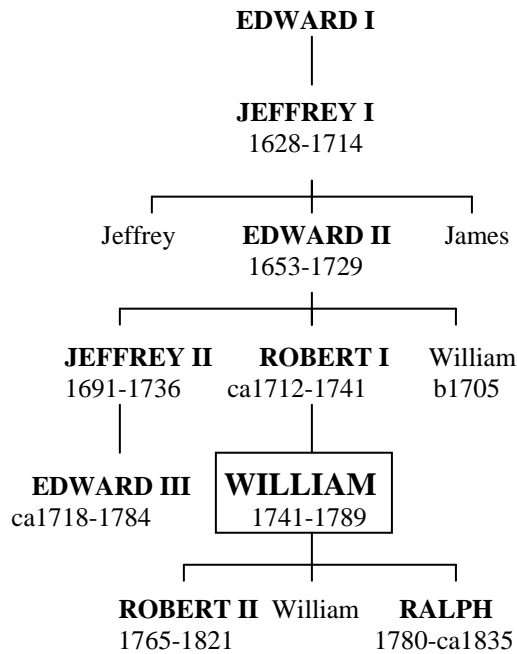 EDWARD I
JEFFREY I
1628-1714
Jeffrey EDWARD II James
1653-1729
JEFFREY II ROBERT I William
1691-1736 ca1712-1741 b1705
EDWARD III WILLIAM
ca1718-1784 1741-1789
ROBERT II William RALPH
1765-1821 1780-ca1835